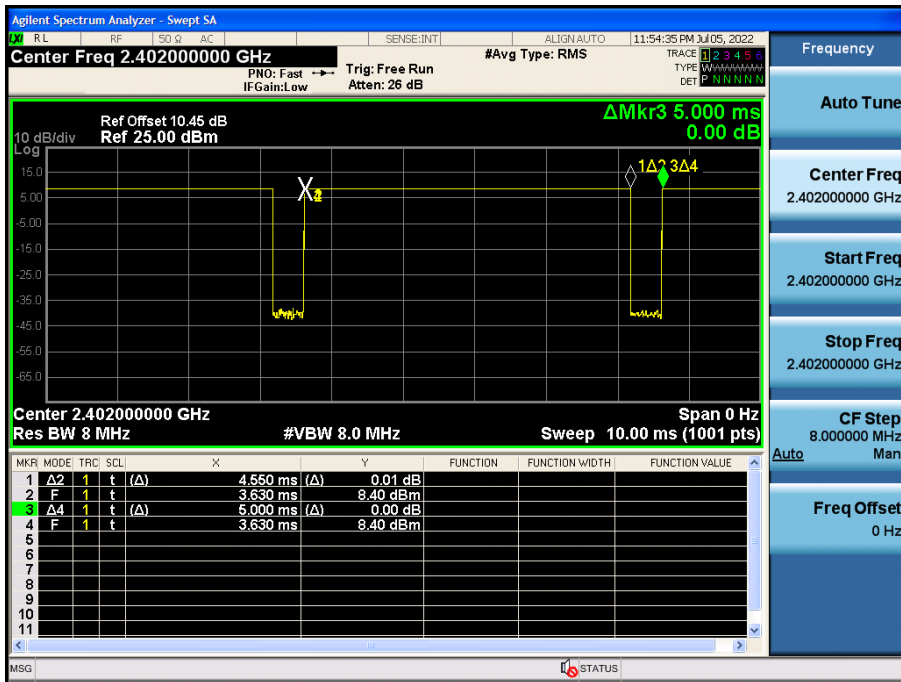 Agilent Spectrum Analyzer - Swept SA
LXI RL RF 50 Ω AC SENSE:INT ALIGN AUTO 11:54:35 PM Jul 05, 2022
Center Freq 2.402000000 GHz
PNO: Fast
IFGain:Low
Trig: Free Run
Atten: 26 dB
#Avg Type: RMS
TRACE 1 2 3 4 5 6
TYPE WWWWWW
DET P N N N N N
Frequency
Auto Tune
Center Freq
2.402000000 GHz
Start Freq
2.402000000 GHz
Stop Freq
2.402000000 GHz
CF Step
8.000000 MHz
Auto Man
Freq Offset
0 Hz
ΔMkr3 5.000 ms
0.00 dB
Ref Offset 10.45 dB
10 dB/div Ref 25.00 dBm
Log
15.0
5.00
-5.00
-15.0
-25.0
-35.0
-45.0
-55.0
-65.0
1Δ2 3Δ4
Center 2.402000000 GHz Span 0 Hz
Res BW 8 MHz #VBW 8.0 MHz Sweep 10.00 ms (1001 pts)
MKR MODE TRC SCL X Y FUNCTION FUNCTION WIDTH FUNCTION VALUE
1 Δ2 1 t (Δ) 4.550 ms (Δ) 0.01 dB
2 F 1 t 3.630 ms 8.40 dBm
3 Δ4 1 t (Δ) 5.000 ms (Δ) 0.00 dB
4 F 1 t 3.630 ms 8.40 dBm
5
6
7
8
9
10
11
MSG STATUS